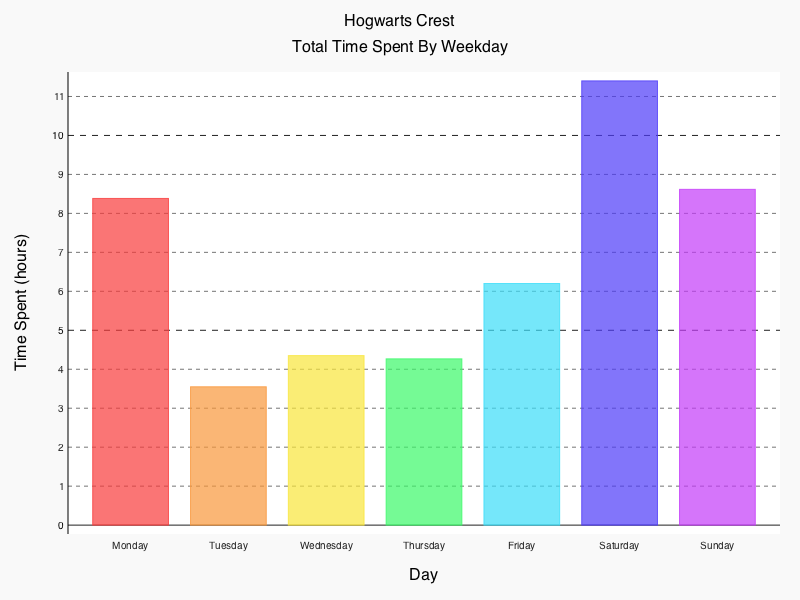 Hogwarts Crest
Total Time Spent By Weekday
Time Spent (hours)
11
10
9
8
7
6
5
4
3
2
1
0
Monday Tuesday Wednesday Thursday Friday Saturday Sunday
Day